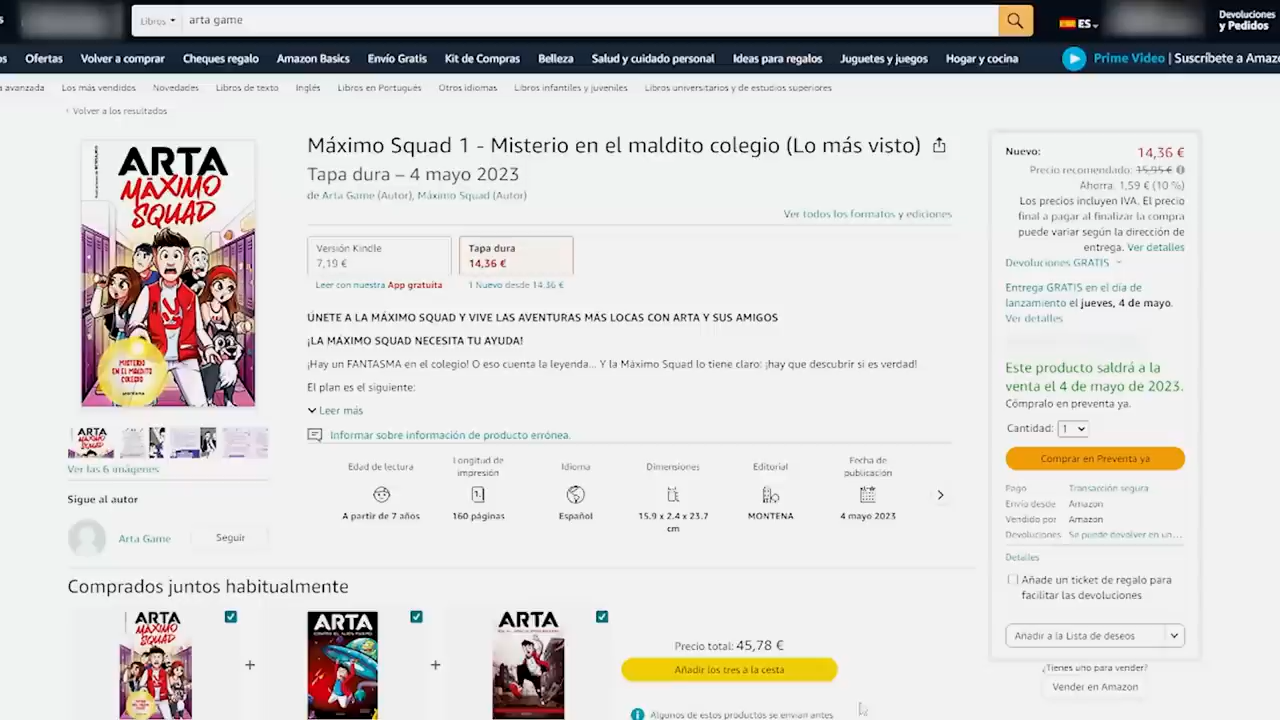 Libros
arta game
ES
Devoluciones
y Pedidos
Ofertas
Volver a comprar
Cheques regalo
Amazon Basics
Envío Gratis
Kit de Compras
Belleza
Salud y cuidado personal
Ideas para regalos
Juguetes y juegos
Hogar y cocina
Prime Video | Suscríbete a Amazo
a avanzada
Los más vendidos
Novedades
Libros de texto
Inglés
Libros en Portugués
Otros idiomas
Libros infantiles y juveniles
Libros universitarios y de estudios superiores
‹ Volver a los resultados
ARTA
MÁXIMO
SQUAD
MISTERIO
EN EL MALDITO
COLEGIO
montena
Ver las 6 imágenes
Sigue al autor
Arta Game
Seguir
Máximo Squad 1 - Misterio en el maldito colegio (Lo más visto)
Tapa dura – 4 mayo 2023
de Arta Game (Autor), Máximo Squad (Autor)
Ver todos los formatos y ediciones
Versión Kindle
7,19 €
Leer con nuestra App gratuita
Tapa dura
14,36 €
1 Nuevo desde 14,36 €
ÚNETE A LA MÁXIMO SQUAD Y VIVE LAS AVENTURAS MÁS LOCAS CON ARTA Y SUS AMIGOS
¡LA MÁXIMO SQUAD NECESITA TU AYUDA!
¡Hay un FANTASMA en el colegio! O eso cuenta la leyenda... Y la Máximo Squad lo tiene claro: ¡hay que descubrir si es verdad!
El plan es el siguiente:
Leer más
Informar sobre información de producto errónea.
Edad de lectura
A partir de 7 años
Longitud de
impresión
160 páginas
Idioma
Español
Dimensiones
15.9 x 2.4 x 23.7
cm
Editorial
MONTENA
Fecha de
publicación
4 mayo 2023
Nuevo:
14,36 €
Precio recomendado: 15,95 €
Ahorra: 1,59 € (10 %)
Los precios incluyen IVA. El precio
final a pagar al finalizar la compra
puede variar según la dirección de
entrega. Ver detalles
Devoluciones GRATIS
Entrega GRATIS en el día de
lanzamiento el jueves, 4 de mayo.
Ver detalles
Este producto saldrá a la
venta el 4 de mayo de 2023.
Cómpralo en preventa ya.
Cantidad: 1
Comprar en Preventa ya
Pago Transacción segura
Envío desde Amazon
Vendido por Amazon
Devoluciones Se puede devolver en un...
Detalles
Añade un ticket de regalo para
facilitar las devoluciones
Añadir a la Lista de deseos
¿Tienes uno para vender?
Vender en Amazon
Comprados juntos habitualmente
ARTA
MÁXIMO
SQUAD
+
ARTA
+
ARTA
Precio total: 45,78 €
Añadir los tres a la cesta
Algunos de estos productos se envían antes